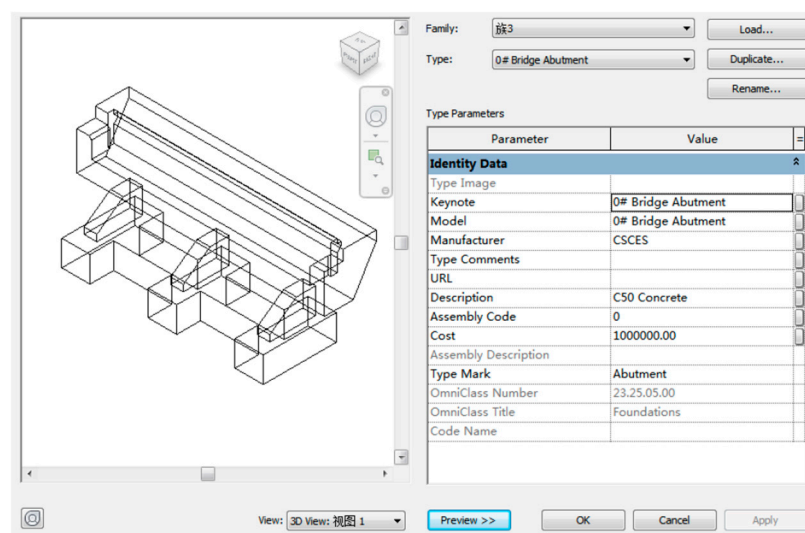 Family: 族3 Load...
Type: 0# Bridge Abutment Duplicate...
Rename...
Type Parameters
Parameter Value =
Identity Data
Type Image
Keynote 0# Bridge Abutment
Model 0# Bridge Abutment
Manufacturer CSCES
Type Comments
URL
Description C50 Concrete
Assembly Code 0
Cost 1000000.00
Assembly Description
Type Mark Abutment
OmniClass Number 23.25.05.00
OmniClass Title Foundations
Code Name
View: 3D View: 视图 1 Preview >> OK Cancel Apply